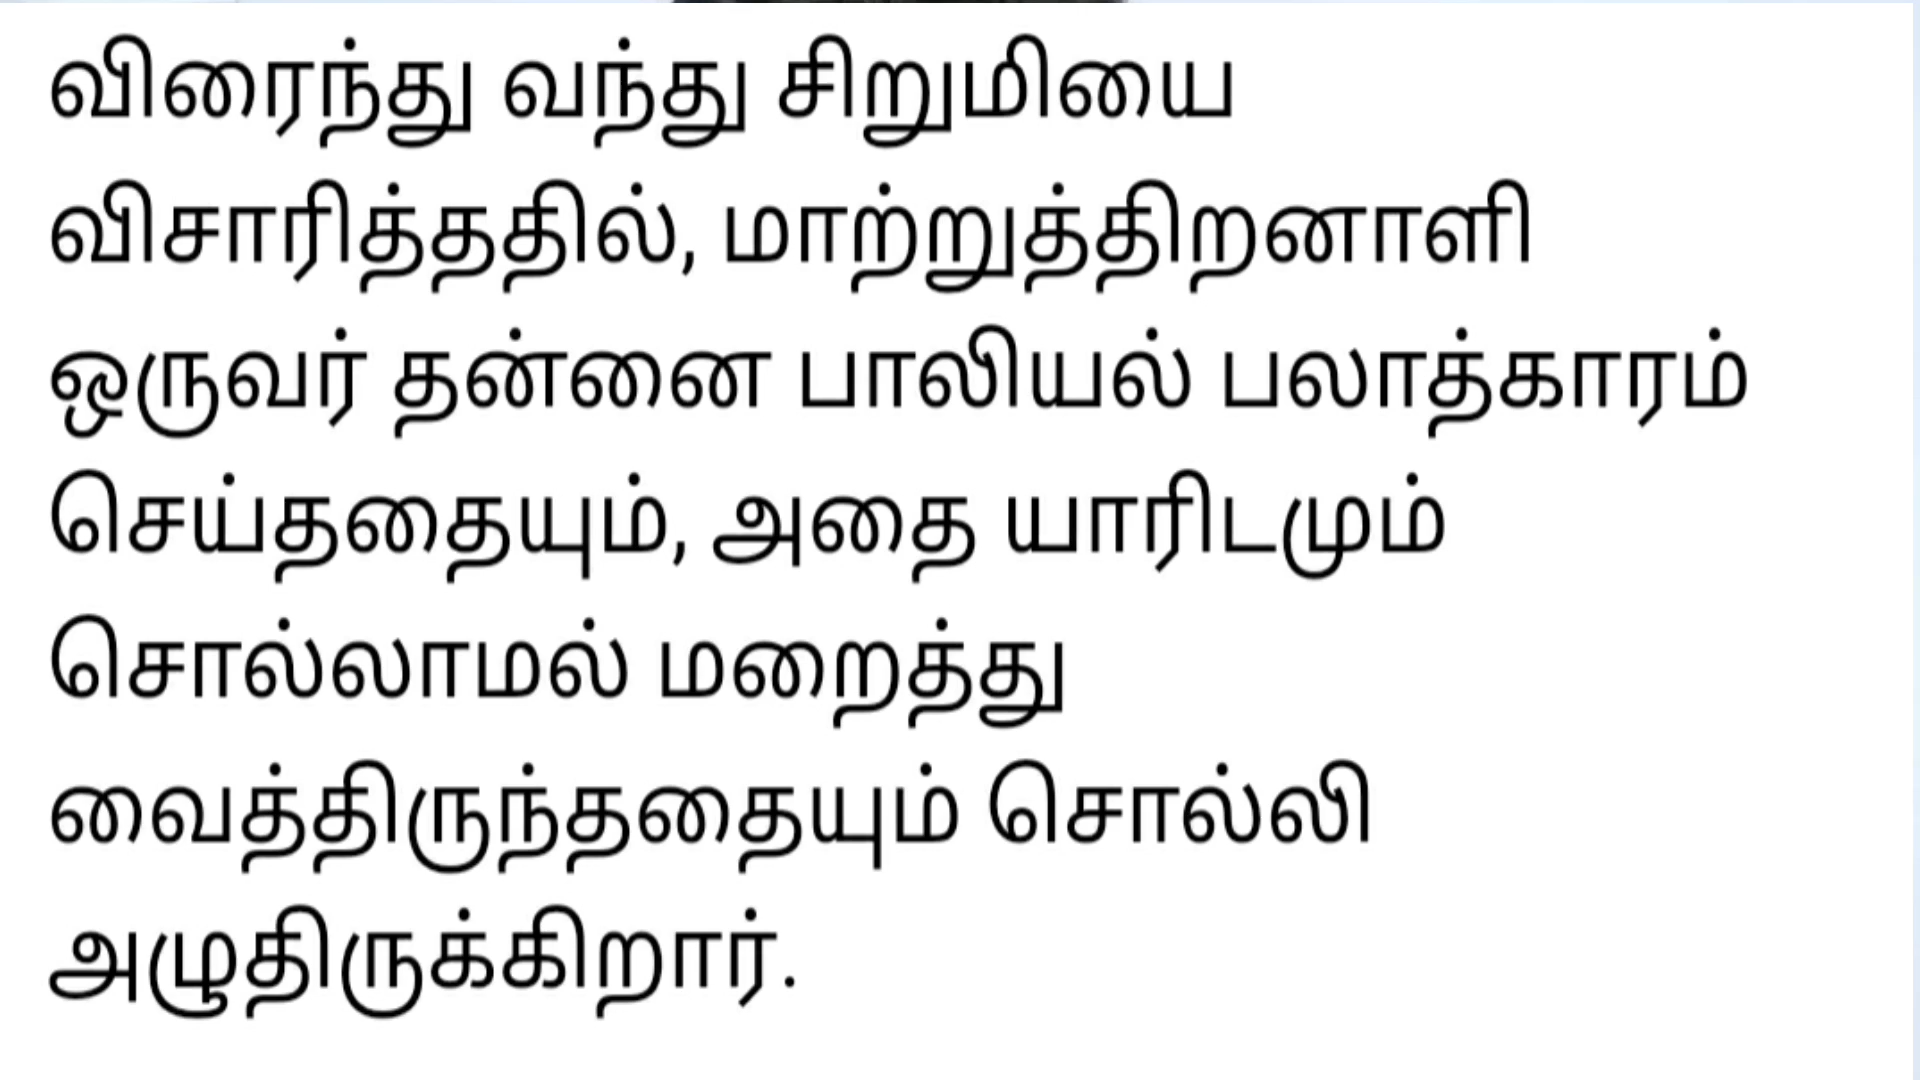 விரைந்து வந்து சிறுமியை
விசாரித்ததில், மாற்றுத்திறனாளி
ஒருவர் தன்னை பாலியல் பலாத்காரம்
செய்ததையும், அதை யாரிடமும்
சொல்லாமல் மறைத்து
வைத்திருந்ததையும் சொல்லி
அழுதிருக்கிறார்.